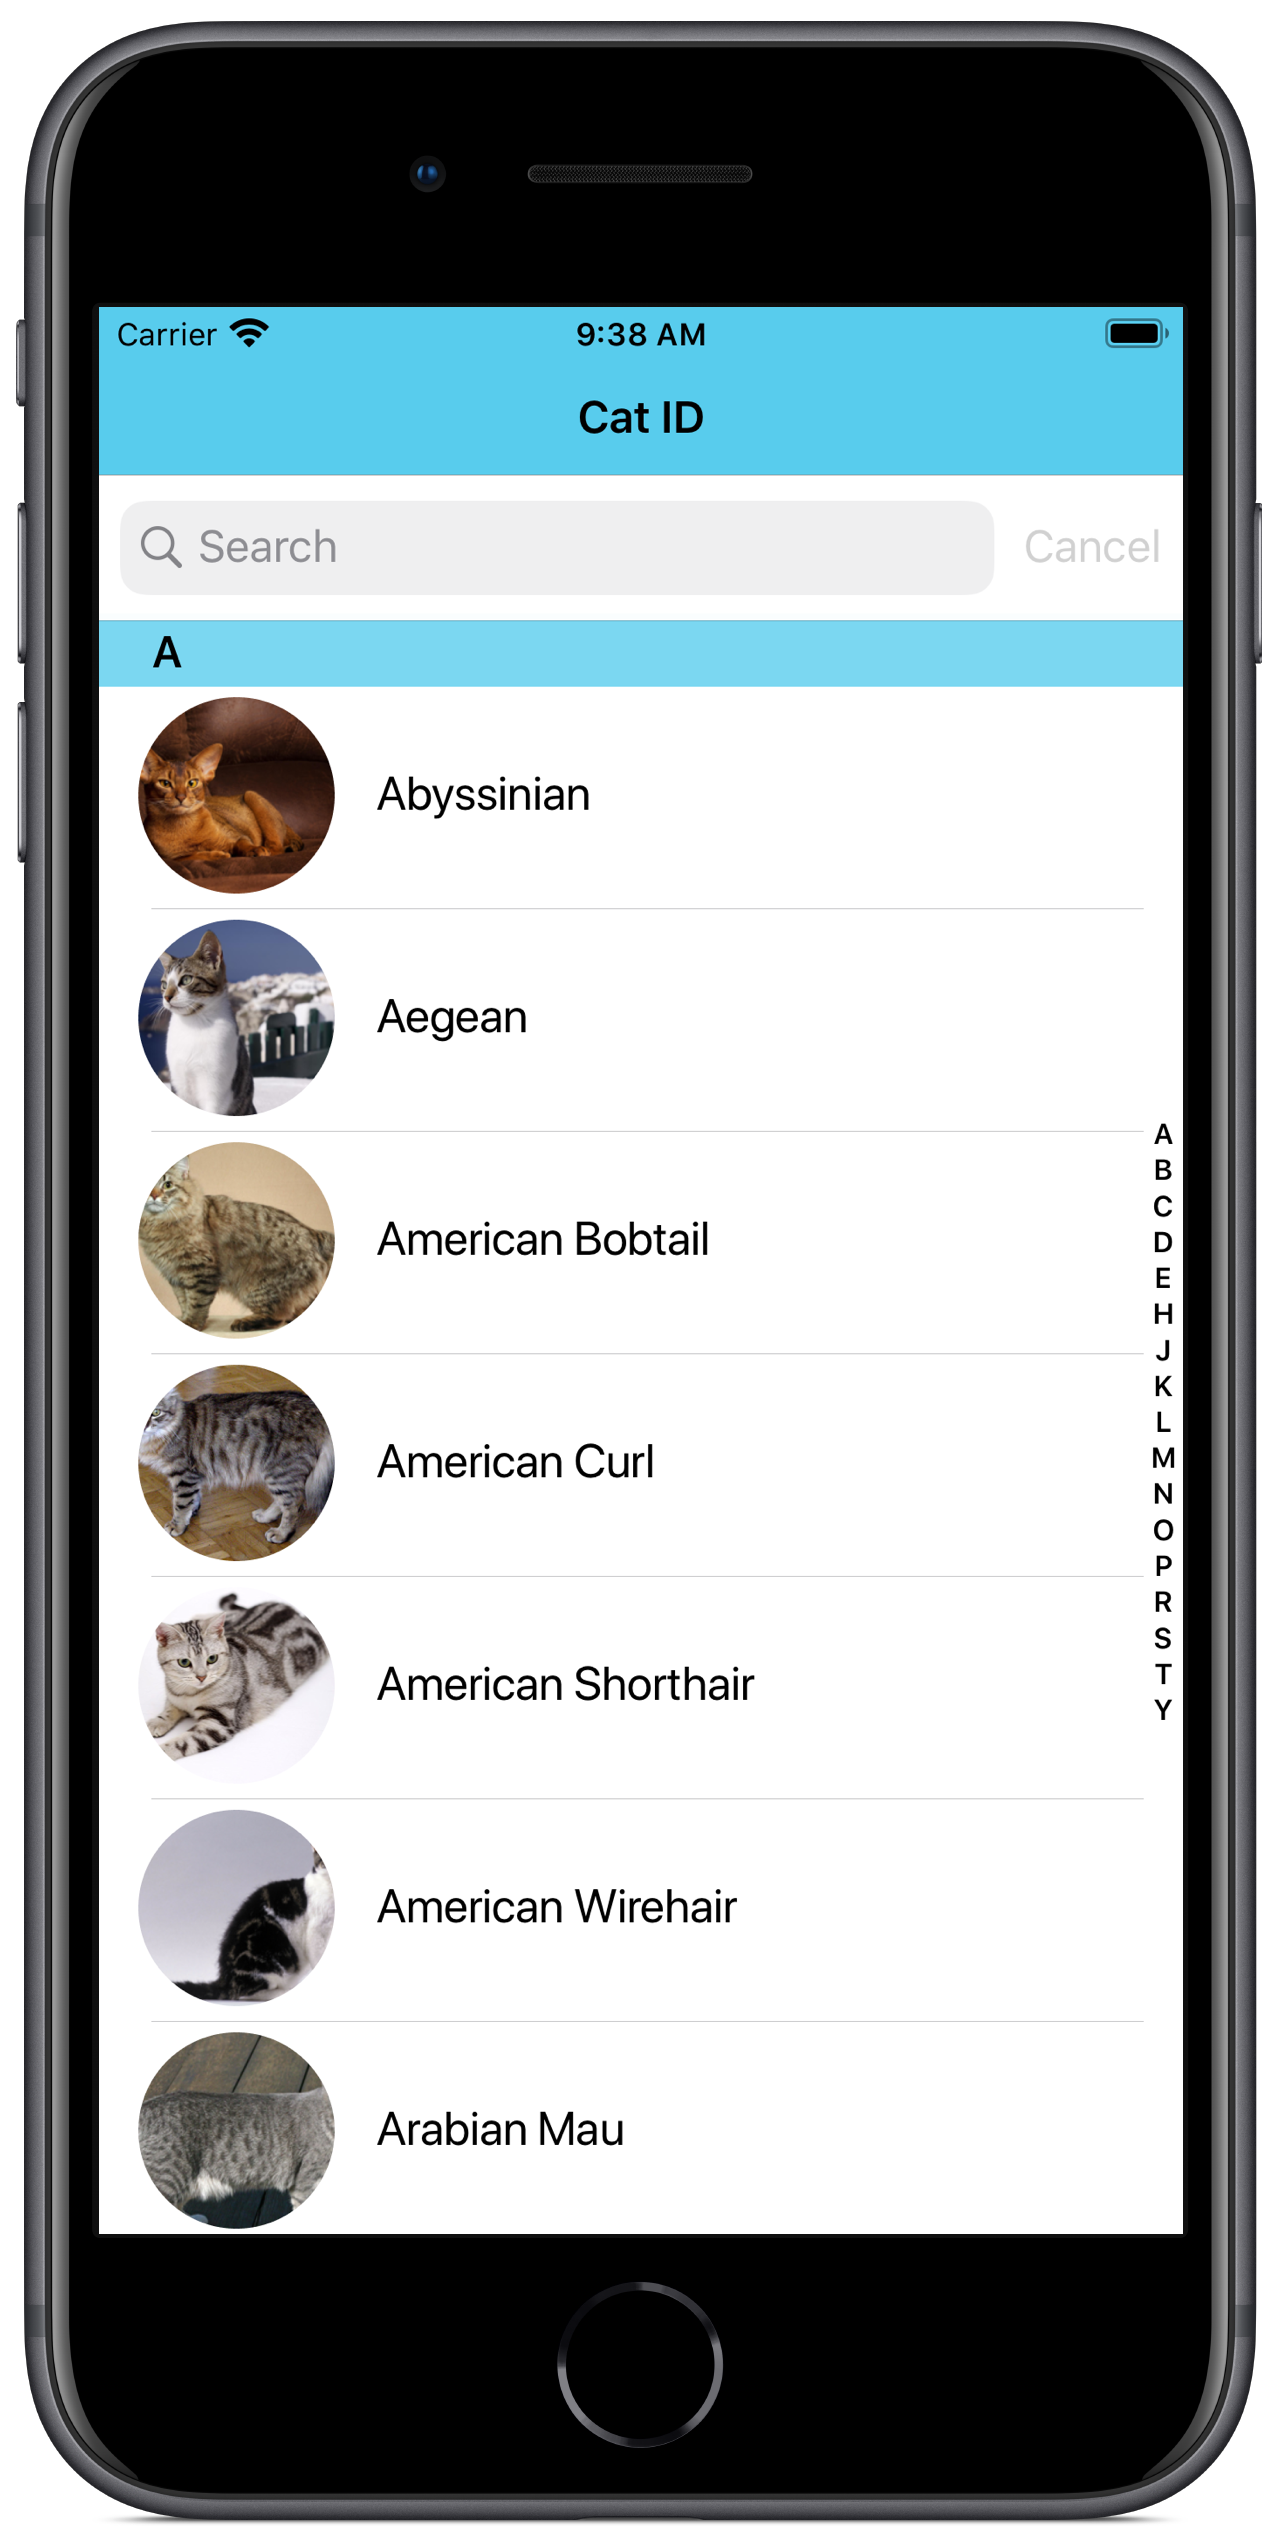 Carrier 9:38 AM
Cat ID
Search Cancel
A
Abyssinian
Aegean
American Bobtail
American Curl
American Shorthair
American Wirehair
Arabian Mau
A
B
C
D
E
H
J
K
L
M
N
O
P
R
S
T
Y